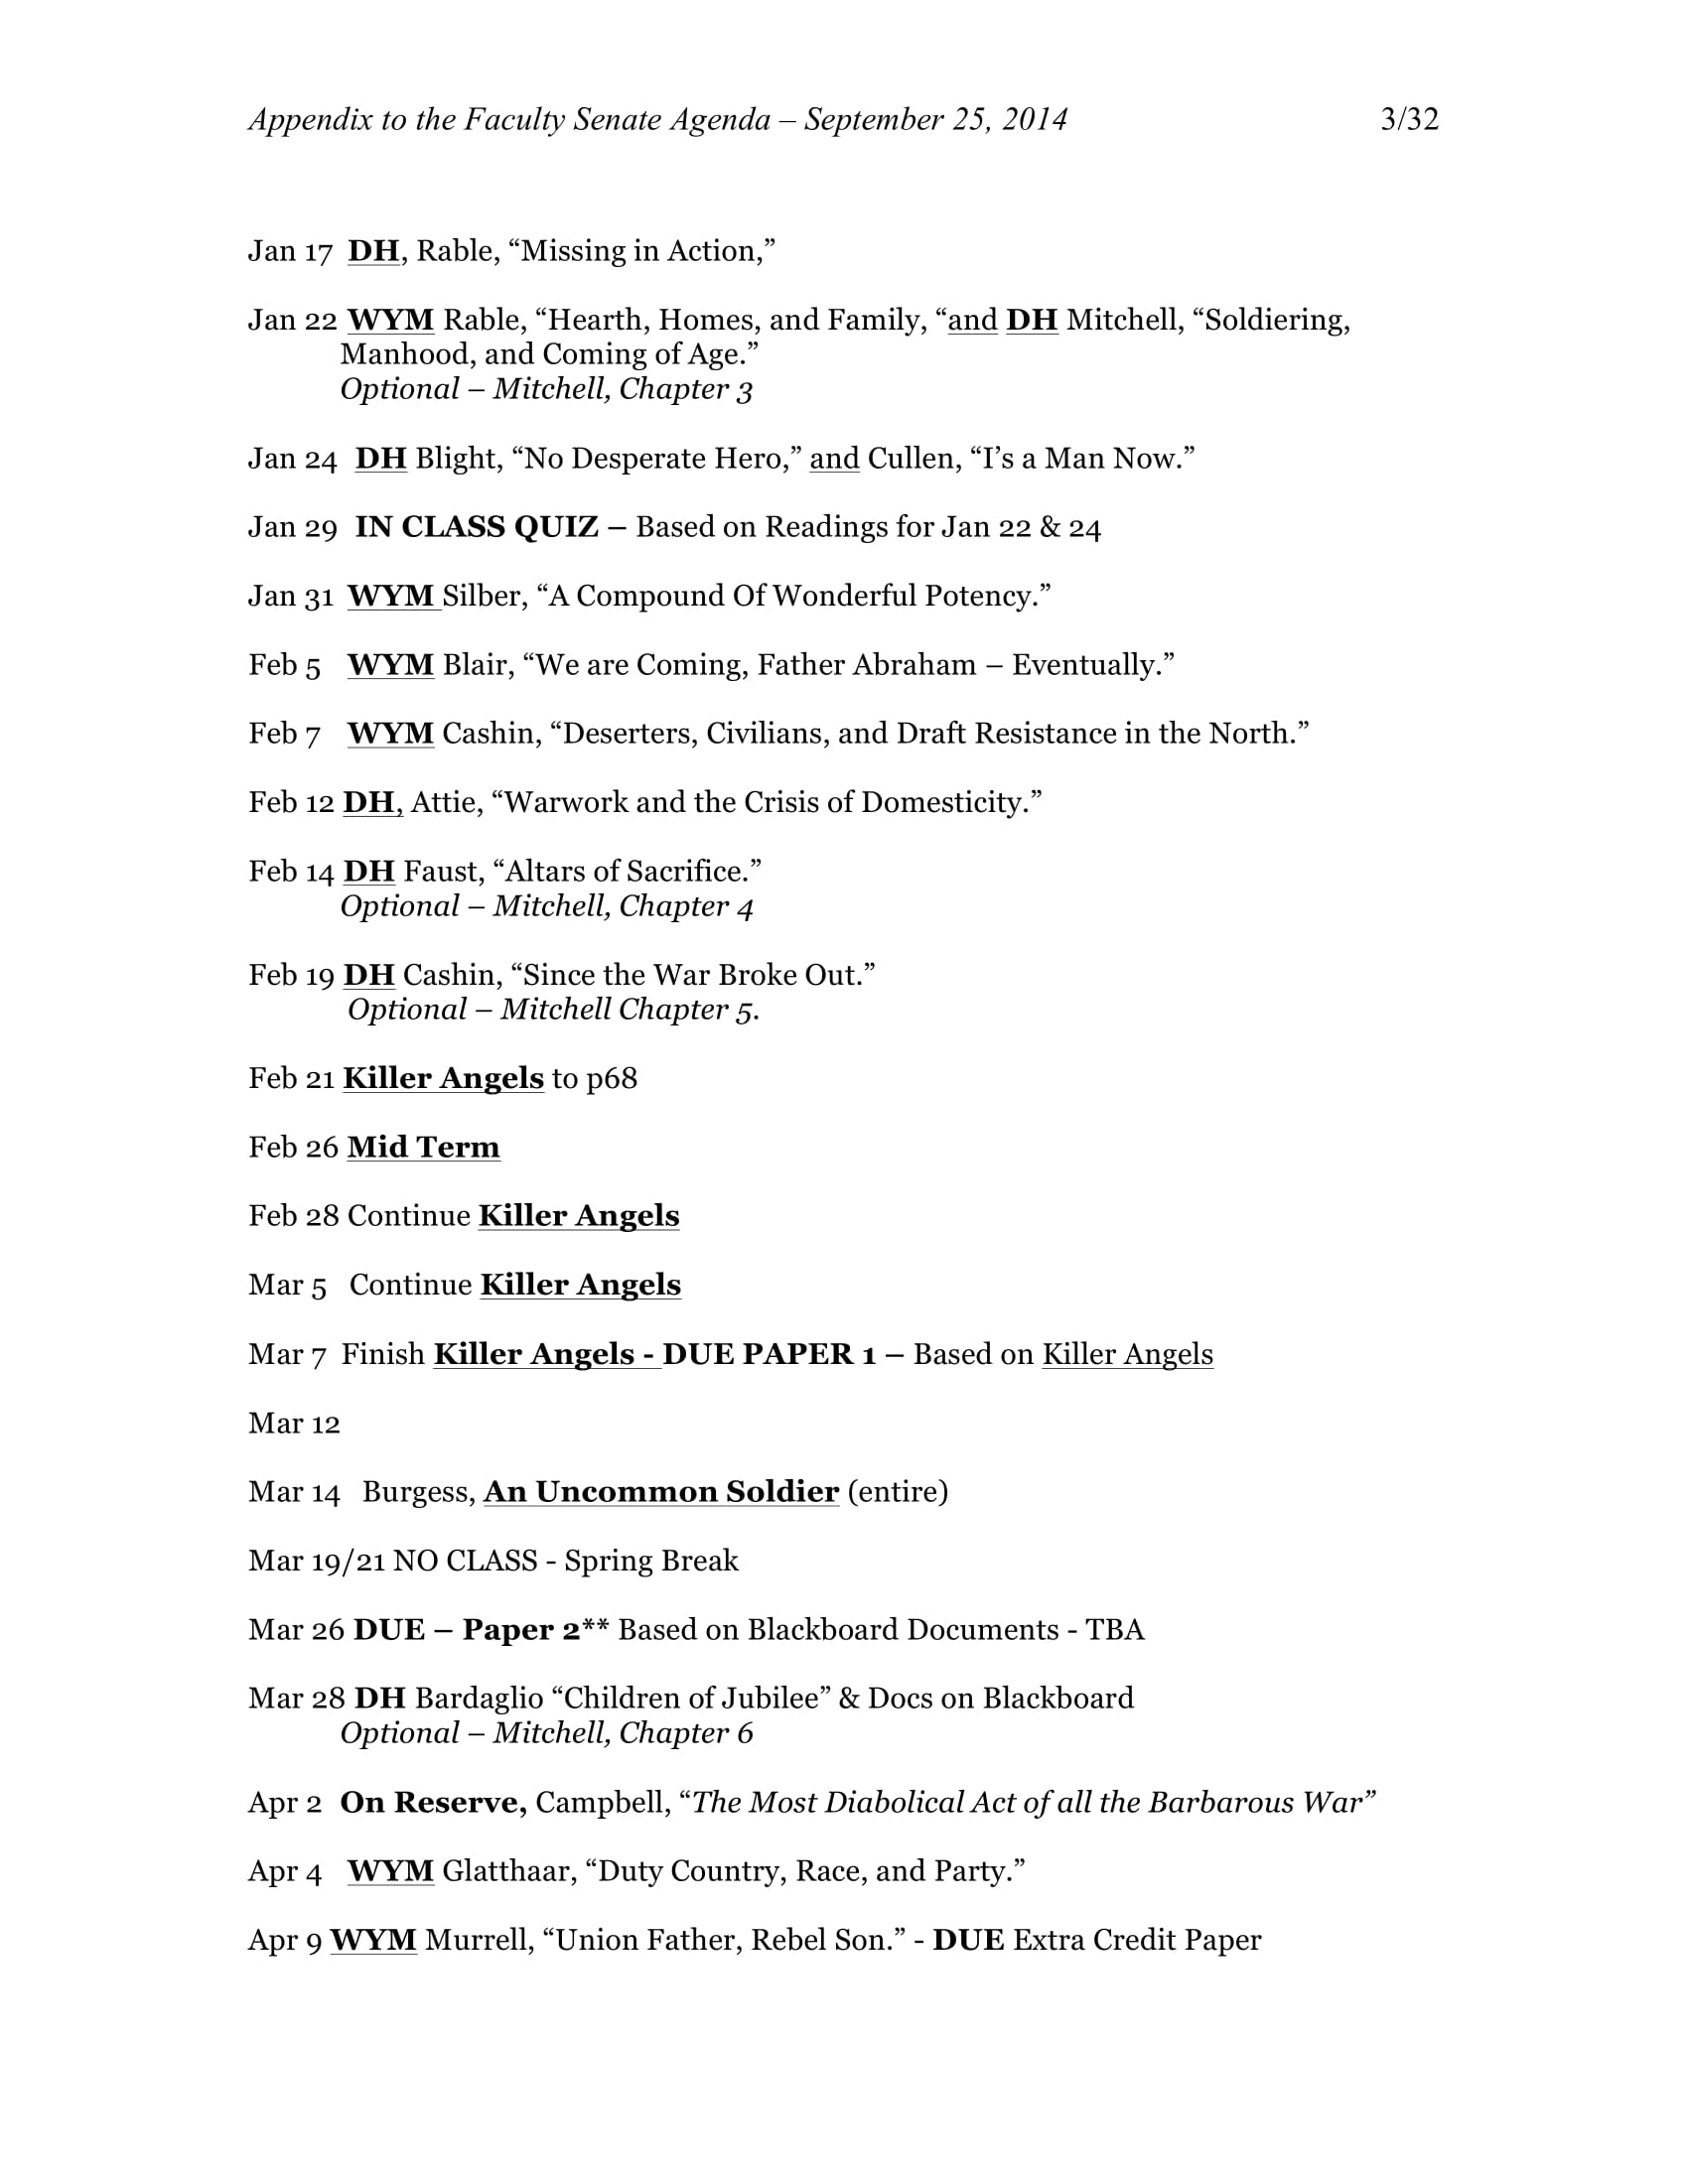 Appendix to the Faculty Senate Agenda – September 25, 2014 3/32
Jan 17 DH, Rable, “Missing in Action,”
Jan 22 WYM Rable, “Hearth, Homes, and Family, “and DH Mitchell, “Soldiering,
Manhood, and Coming of Age.”
Optional – Mitchell, Chapter 3
Jan 24 DH Blight, “No Desperate Hero,” and Cullen, “I’s a Man Now.”
Jan 29 IN CLASS QUIZ – Based on Readings for Jan 22 & 24
Jan 31 WYM Silber, “A Compound Of Wonderful Potency.”
Feb 5 WYM Blair, “We are Coming, Father Abraham – Eventually.”
Feb 7 WYM Cashin, “Deserters, Civilians, and Draft Resistance in the North.”
Feb 12 DH, Attie, “Warwork and the Crisis of Domesticity.”
Feb 14 DH Faust, “Altars of Sacrifice.”
Optional – Mitchell, Chapter 4
Feb 19 DH Cashin, “Since the War Broke Out.”
Optional – Mitchell Chapter 5.
Feb 21 Killer Angels to p68
Feb 26 Mid Term
Feb 28 Continue Killer Angels
Mar 5 Continue Killer Angels
Mar 7 Finish Killer Angels - DUE PAPER 1 – Based on Killer Angels
Mar 12
Mar 14 Burgess, An Uncommon Soldier (entire)
Mar 19/21 NO CLASS - Spring Break
Mar 26 DUE – Paper 2** Based on Blackboard Documents - TBA
Mar 28 DH Bardaglio “Children of Jubilee” & Docs on Blackboard
Optional – Mitchell, Chapter 6
Apr 2 On Reserve, Campbell, “The Most Diabolical Act of all the Barbarous War”
Apr 4 WYM Glatthaar, “Duty Country, Race, and Party.”
Apr 9 WYM Murrell, “Union Father, Rebel Son.” - DUE Extra Credit Paper